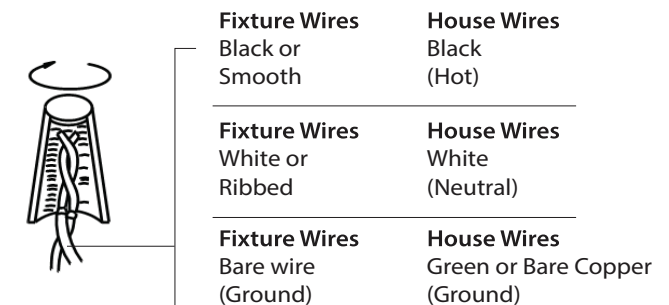 Fixture Wires House Wires
Black or Black
Smooth (Hot)
Fixture Wires House Wires
White or White
Ribbed (Neutral)
Fixture Wires House Wires
Bare wire Green or Bare Copper
(Ground) (Ground)